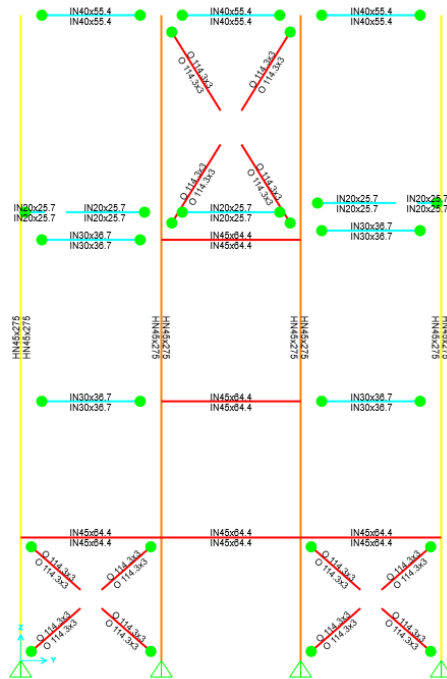 IN40x55.4 IN40x55.4 IN40x55.4
IN40x55.4 IN40x55.4 IN40x55.4
O 114.3x3 O 114.3x3
O 114.3x3 O 114.3x3
O 114.3x3 O 114.3x3
O 114.3x3 O 114.3x3
IN20x25.7 IN20x25.7
IN20x25.7 IN20x25.7
IN20x25.7 IN20x25.7 IN20x25.7
IN20x25.7 IN20x25.7 IN20x25.7
IN30x36.7
IN30x36.7
IN30x36.7 IN45x64.4
IN30x36.7 IN45x64.4
HN45x275 HN45x275 HN45x275 HN45x275
HN45x275 HN45x275 HN45x275 HN45x275
IN30x36.7 IN45x64.4 IN30x36.7
IN30x36.7 IN45x64.4 IN30x36.7
IN45x64.4 IN45x64.4 IN45x64.4
IN45x64.4 IN45x64.4 IN45x64.4
O 114.3x3 O 114.3x3 O 114.3x3 O 114.3x3
O 114.3x3 O 114.3x3 O 114.3x3 O 114.3x3
O 114.3x3 O 114.3x3 O 114.3x3 O 114.3x3
O 114.3x3 O 114.3x3 O 114.3x3 O 114.3x3
Z
Y